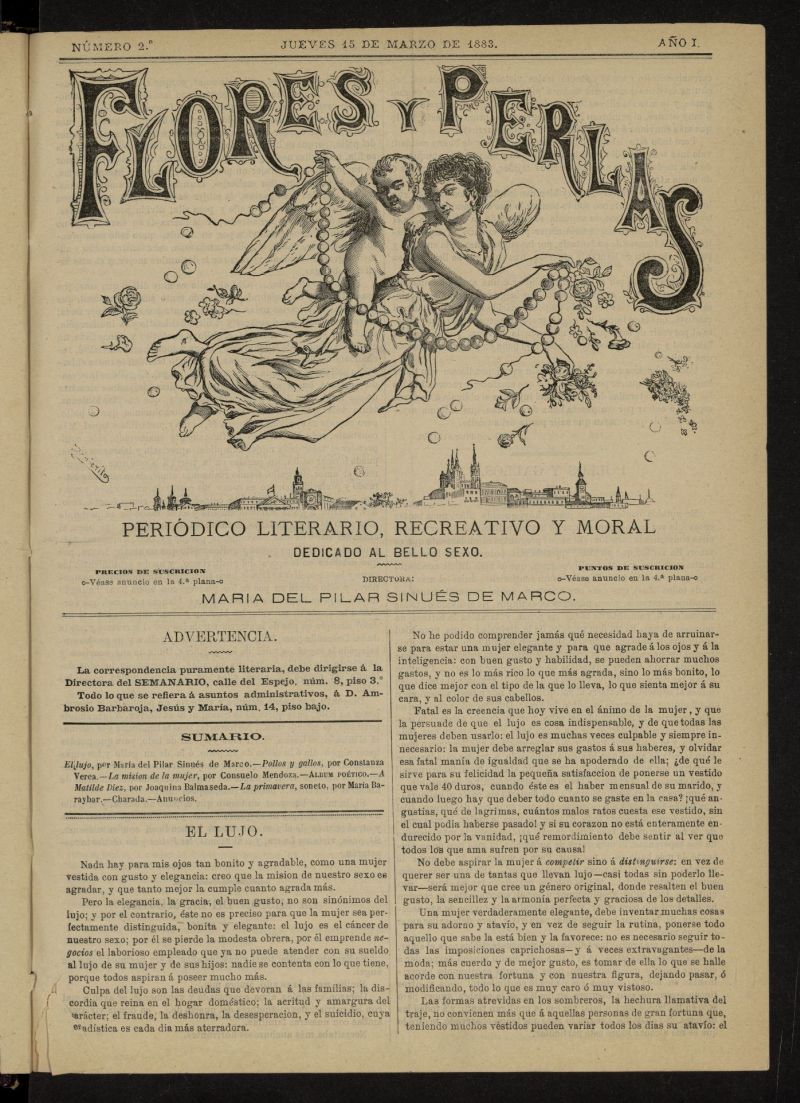 NÚMERO 2.º
JUEVES 15 DE MARZO DE 1883.
AÑO I.
FLORES Y PERLAS
PERIÓDICO LITERARIO, RECREATIVO Y MORAL
DEDICADO AL BELLO SEXO.
PRECIOS DE SUSCRICION
o-Véase anuncio en la 4.ª plana-o
DIRECTORA:
PUNTOS DE SUSCRICION
o-Véase anuncio en la 4.ª plana-o
MARIA DEL PILAR SINUÉS DE MARCO.
ADVERTENCIA.
La correspondencia puramente literaria, debe dirigirse á la
Directora del SEMANARIO, calle del Espejo, núm. 8, piso 3.º
Todo lo que se refiera á asuntos administrativos, á D. Am-
brosio Barbaroja, Jesús y María, núm. 14, piso bajo.
SUMARIO.
El lujo, por María del Pilar Sinués de Marco.—Pollos y gallos, por Constanza
Verea.—La mision de la mujer, por Consuelo Mendoza.—ALBUM POÉTICO.—A
Matilde Diez, por Joaquina Balmaseda.—La primavera, soneto, por María Ba-
raybar.—Charada.—Anuncios.
EL LUJO.
Nada hay para mis ojos tan bonito y agradable, como una mujer
vestida con gusto y elegancia: creo que la mision de nuestro sexo es
agradar, y que tanto mejor la cumple cuanto agrada más.
Pero la elegancia, la gracia, el buen gusto, no son sinónimos del
lujo; y por el contrario, éste no es preciso para que la mujer sea per-
fectamente distinguida, bonita y elegante: el lujo es el cáncer de
nuestro sexo; por él se pierde la modesta obrera, por él emprende ne-
gocios el laborioso empleado que ya no puede atender con su sueldo
al lujo de su mujer y de sus hijos: nadie se contenta con lo que tiene,
porque todos aspiran á poseer mucho más.
Culpa del lujo son las deudas que devoran á las familias; la dis-
cordia que reina en el hogar doméstico; la acritud y amargura del
carácter; el fraude, la deshonra, la desesperacion, y el suicidio, cuya
estadística es cada dia más aterradora.
No he podido comprender jamás qué necesidad haya de arruinar-
se para estar una mujer elegante y para que agrade á los ojos y á la
inteligencia: con buen gusto y habilidad, se pueden ahorrar muchos
gastos, y no es lo más rico lo que más agrada, sino lo más bonito, lo
que dice mejor con el tipo de la que lo lleva, lo que sienta mejor á su
cara, y al color de sus cabellos.
Fatal es la creencia que hoy vive en el ánimo de la mujer, y que
la persuade de que el lujo es cosa indispensable, y de que todas las
mujeres deben usarlo: el lujo es muchas veces culpable y siempre in-
necesario: la mujer debe arreglar sus gastos á sus haberes, y olvidar
esa fatal manía de igualdad que se ha apoderado de ella; ¿de qué le
sirve para su felicidad la pequeña satisfaccion de ponerse un vestido
que vale 40 duros, cuando éste es el haber mensual de su marido, y
cuando luego hay que deber todo cuanto se gaste en la casa? ¡qué an-
gustias, qué de lagrimas, cuántos malos ratos cuesta ese vestido, sin
el cual podia haberse pasado! y si su corazon no está enteramente en-
durecido por la vanidad, ¡qué remordimiento debe sentir al ver que
todos los que ama sufren por su causa!
No debe aspirar la mujer á competir sino á distinguirse: en vez de
querer ser una de tantas que llevan lujo—casi todas sin poderlo lle-
var—será mejor que cree un género original, donde resalten el buen
gusto, la sencillez y la armonía perfecta y graciosa de los detalles.
Una mujer verdaderamente elegante, debe inventar muchas cosas
para su adorno y atavío, y en vez de seguir la rutina, ponerse todo
aquello que sabe la está bien y la favorece: no es necesario seguir to-
das las imposiciones caprichosas—y á veces extravagantes—de la
moda; más cuerdo y de mejor gusto, es tomar de ella lo que se halle
acorde con nuestra fortuna y con nuestra figura, dejando pasar, ó
modificando, todo lo que es muy caro ó muy vistoso.
Las formas atrevidas en los sombreros, la hechura llamativa del
traje, no convienen más que á aquellas personas de gran fortuna que,
teniendo muchos véstidos pueden variar todos los dias su atavío: el